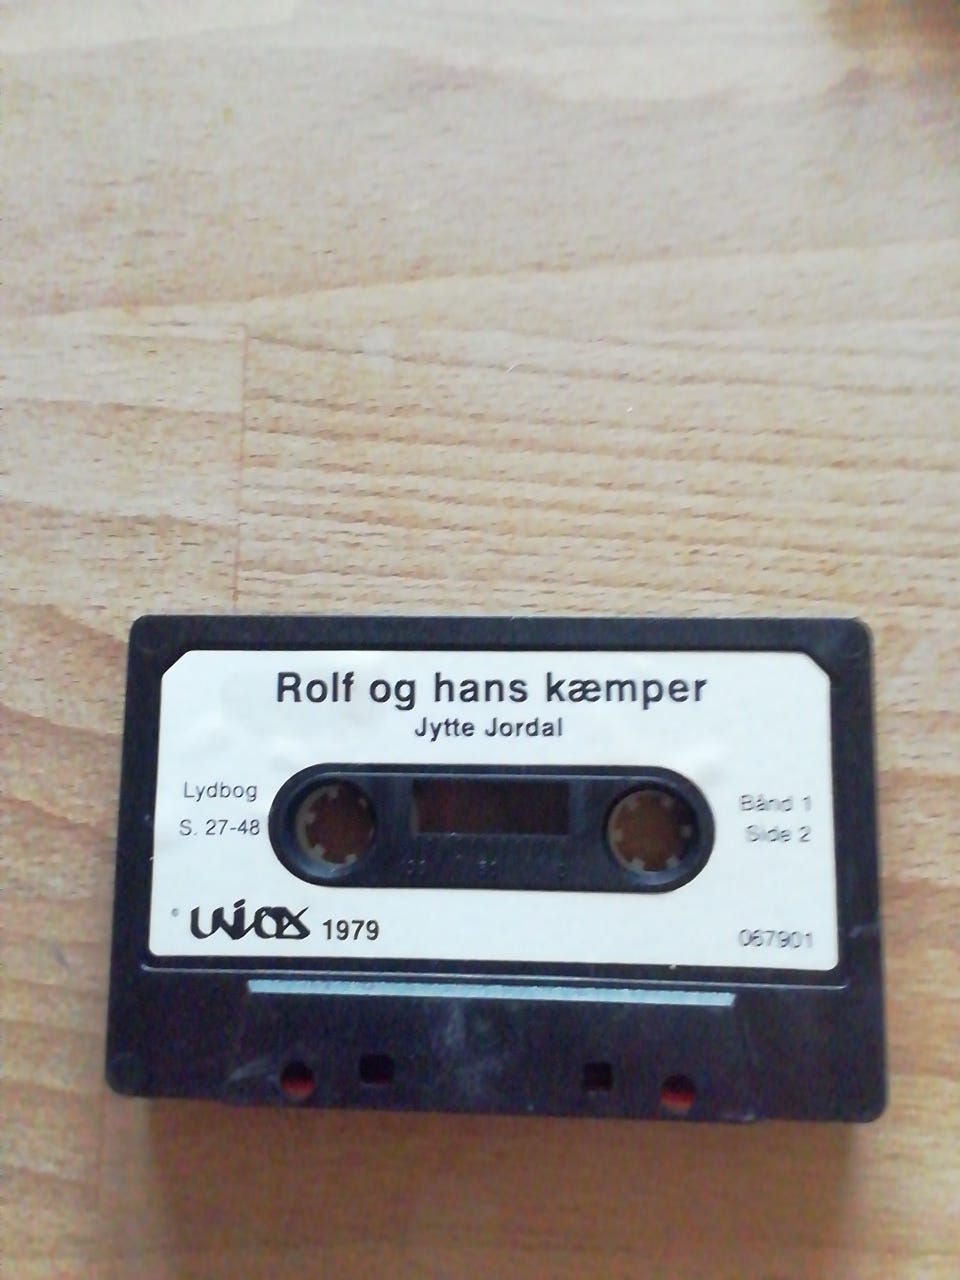 Rolf og hans kæmper
Jytte Jordal
Lydbog
S. 27-48
Bånd 1
Side 2
© 1979
067901